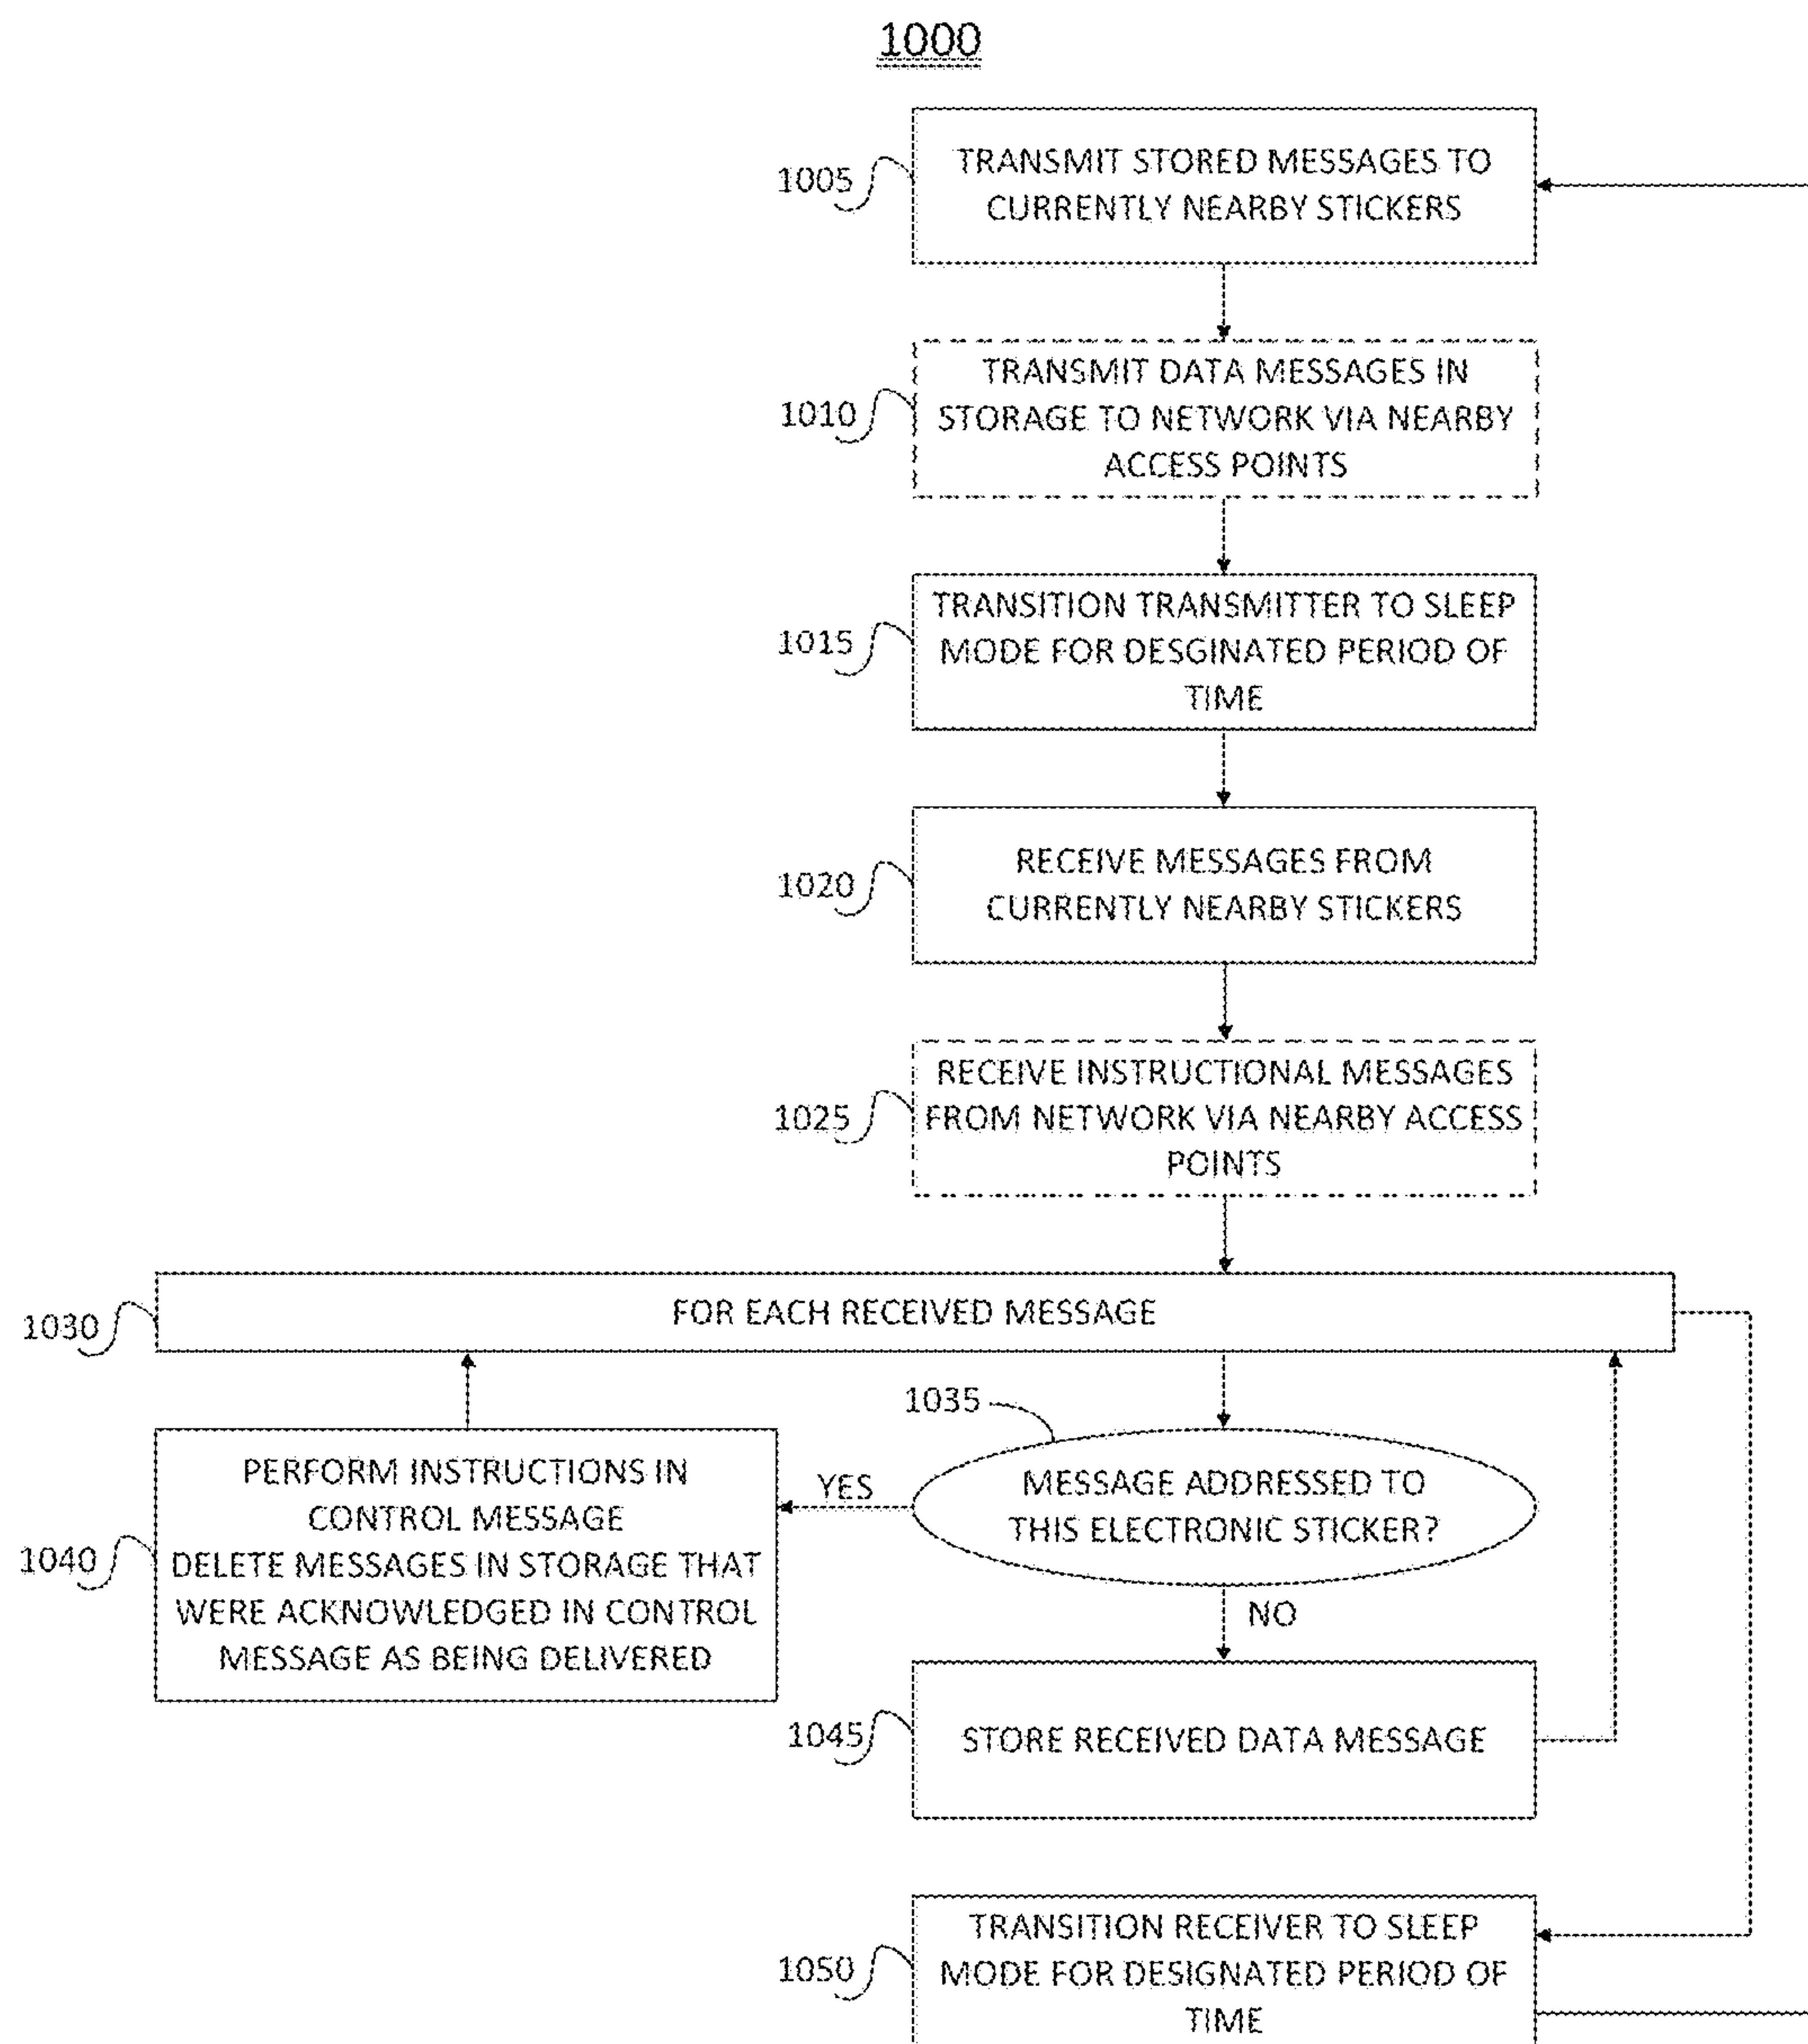 1000
1005
TRANSMIT STORED MESSAGES TO
CURRENTLY NEARBY STICKERS
1010
TRANSMIT DATA MESSAGES IN
STORAGE TO NETWORK VIA NEARBY
ACCESS POINTS
1015
TRANSITION TRANSMITTER TO SLEEP
MODE FOR DESGINATED PERIOD OF
TIME
1020
RECEIVE MESSAGES FROM
CURRENTLY NEARBY STICKERS
1025
RECEIVE INSTRUCTIONAL MESSAGES
FROM NETWORK VIA NEARBY ACCESS
POINTS
1030
FOR EACH RECEIVED MESSAGE
1035
MESSAGE ADDRESSED TO
THIS ELECTRONIC STICKER?
YES
1040
PERFORM INSTRUCTIONS IN
CONTROL MESSAGE
DELETE MESSAGES IN STORAGE THAT
WERE ACKNOWLEDGED IN CONTROL
MESSAGE AS BEING DELIVERED
NO
1045
STORE RECEIVED DATA MESSAGE
1050
TRANSITION RECEIVER TO SLEEP
MODE FOR DESIGNATED PERIOD OF
TIME